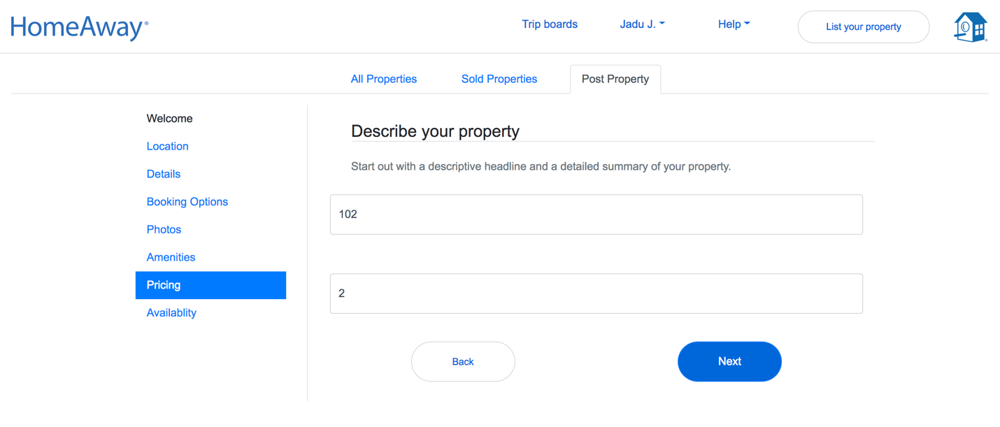 HomeAway®
Trip boards
Jadu J.
Help
List your property
All Properties
Sold Properties
Post Property
Welcome
Location
Details
Booking Options
Photos
Amenities
Pricing
Availablity
Describe your property
Start out with a descriptive headline and a detailed summary of your property.
102
2
Back
Next